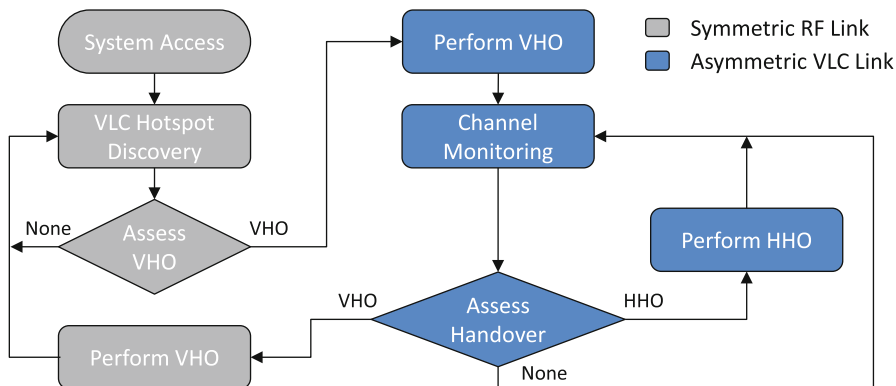 System Access
Perform VHO
Symmetric RF Link
Asymmetric VLC Link
VLC Hotspot
Discovery
Channel
Monitoring
None
VHO
Assess
VHO
Perform HHO
VHO
HHO
Assess
Handover
Perform VHO
None